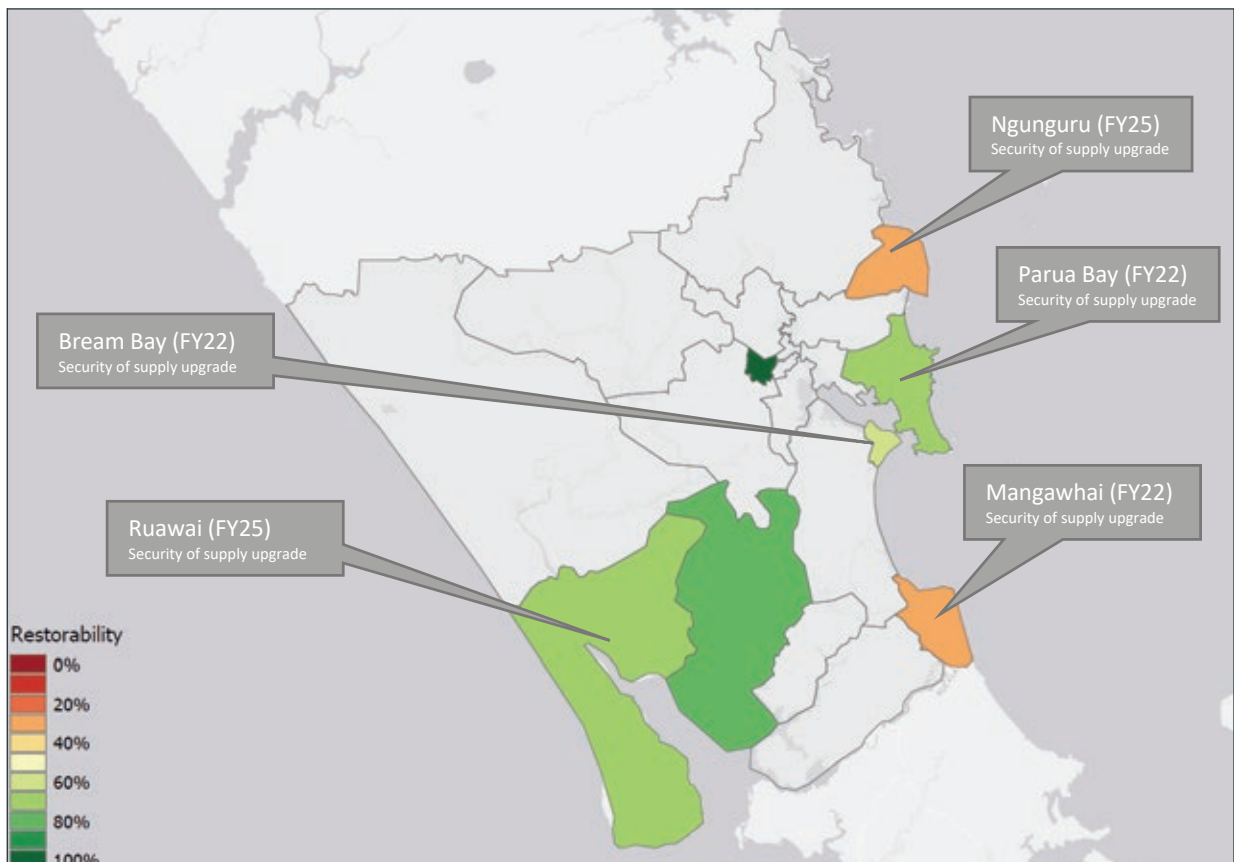 Ngunguru (FY25)
Security of supply upgrade
Parua Bay (FY22)
Security of supply upgrade
Bream Bay (FY22)
Security of supply upgrade
Mangawhai (FY22)
Security of supply upgrade
Ruawai (FY25)
Security of supply upgrade
Restorability
0%
20%
40%
60%
80%
100%